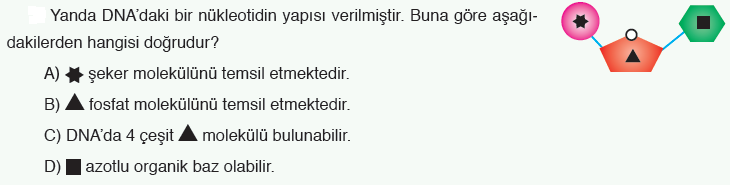 Yanda DNA’daki bir nükleotidin yapısı verilmiştir. Buna göre aşağı-
dakilerden hangisi doğrudur?
A) ✶ şeker molekülünü temsil etmektedir.
B) ▲ fosfat molekülünü temsil etmektedir.
C) DNA’da 4 çeşit ▲ molekülü bulunabilir.
D) ■ azotlu organik baz olabilir.